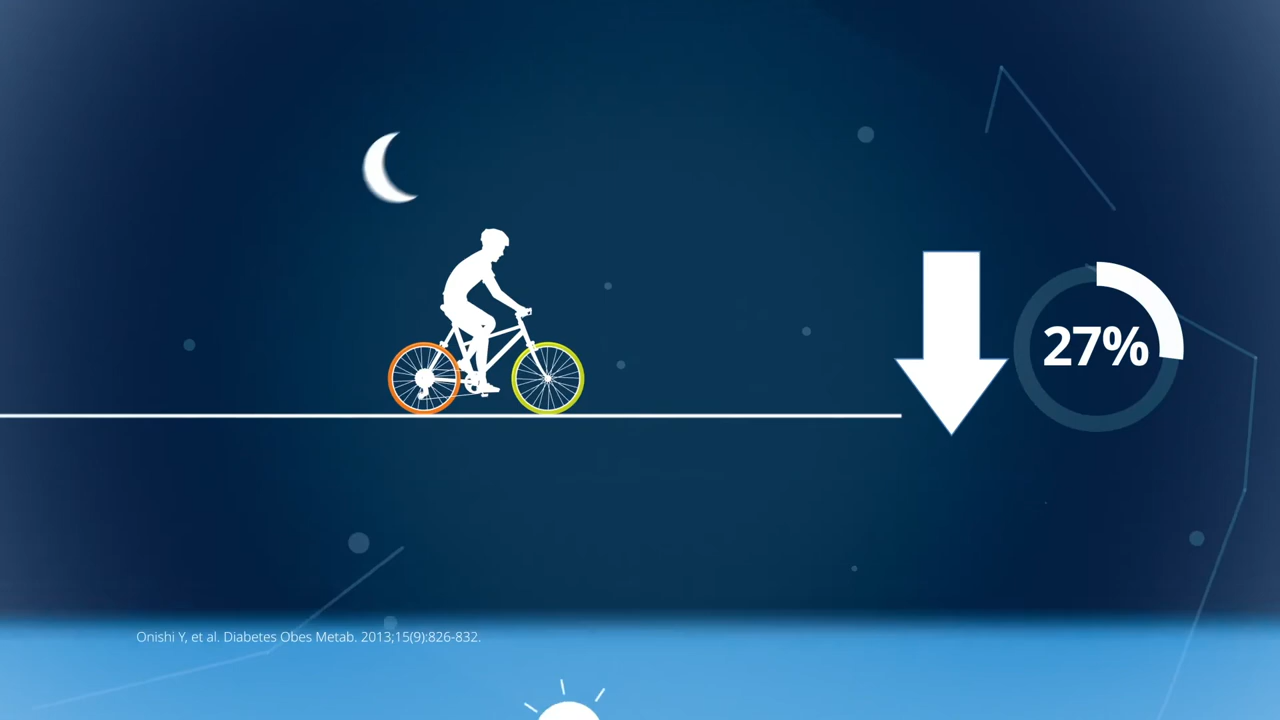 27%
Onishi Y, et al. Diabetes Obes Metab. 2013;15(9):826-832.